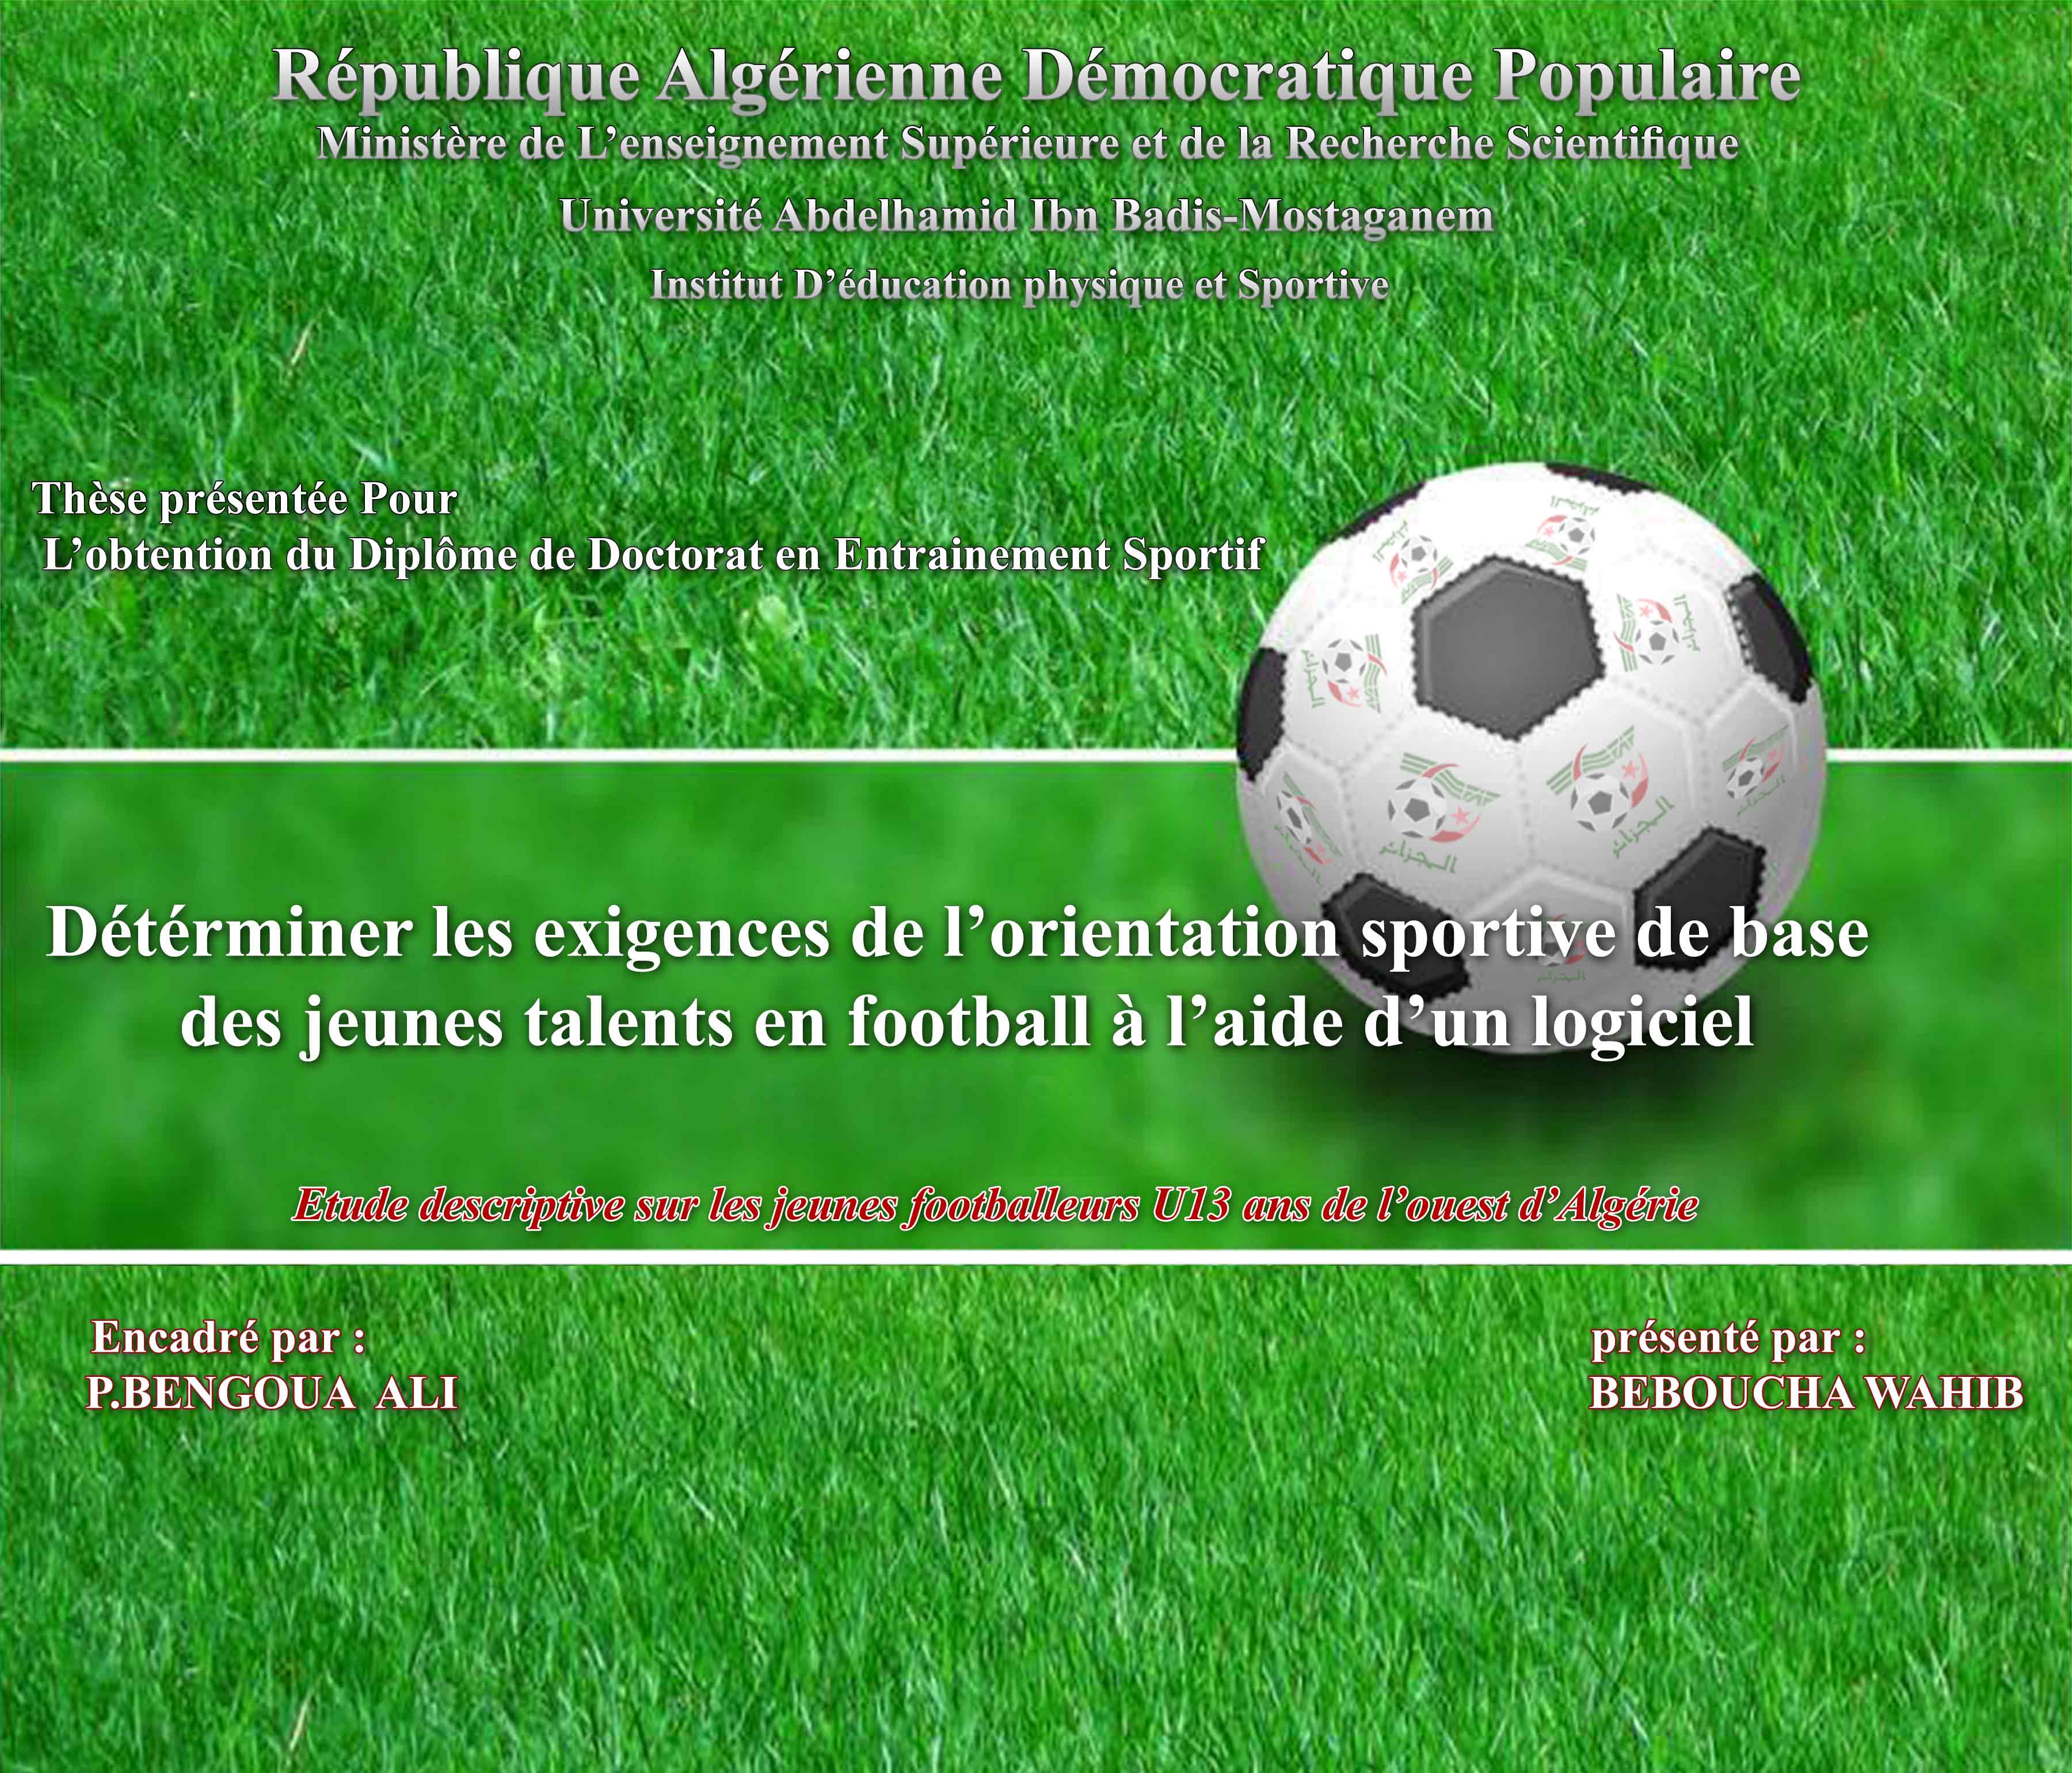 République Algérienne Démocratique Populaire
Ministère de L’enseignement Supérieure et de la Recherche Scientifique
Université Abdelhamid Ibn Badis-Mostaganem
Institut D’éducation physique et Sportive
Thèse présentée Pour
L’obtention du Diplôme de Doctorat en Entrainement Sportif
الجزائر
الجزائر
Détérminer les exigences de l’orientation sportive de base
des jeunes talents en football à l’aide d’un logiciel
Etude descriptive sur les jeunes footballeurs U13 ans de l’ouest d’Algérie
Encadré par :
P.BENGOUA ALI
présenté par :
BEBOUCHA WAHIB